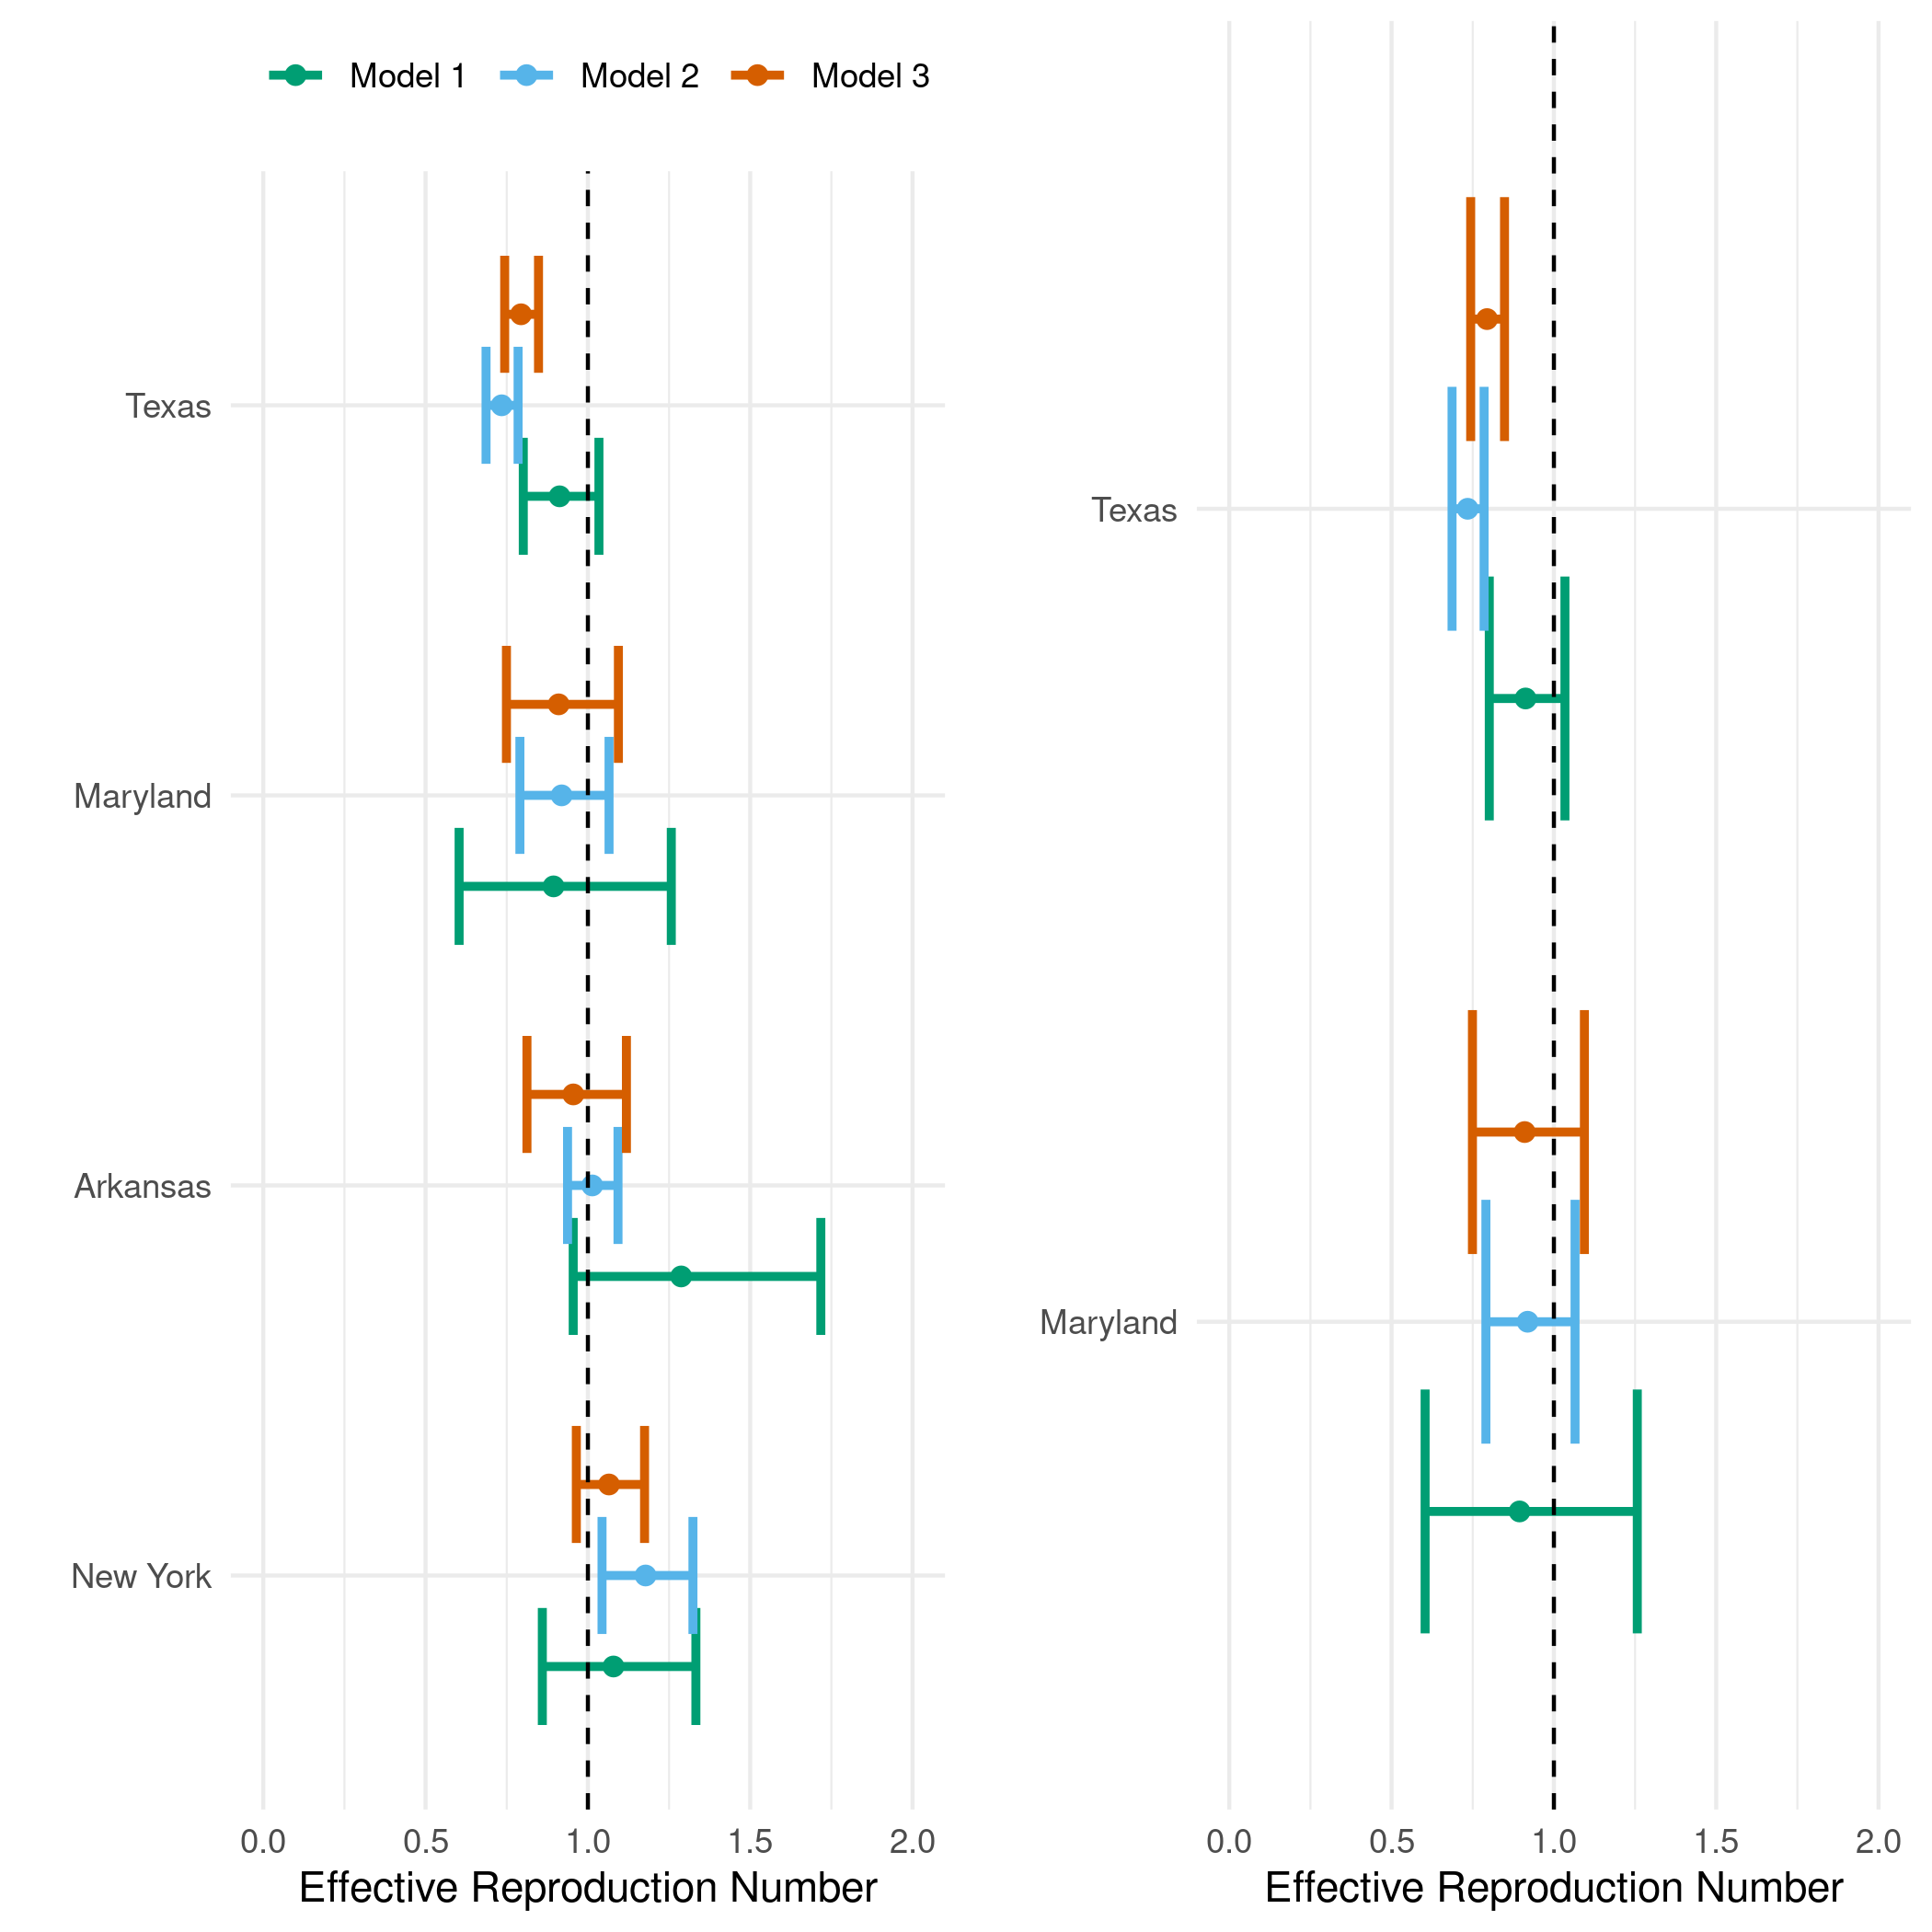 Model 1 Model 2 Model 3
Texas
Maryland
Arkansas
New York
0.0 0.5 1.0 1.5 2.0
Effective Reproduction Number
Texas
Maryland
0.0 0.5 1.0 1.5 2.0
Effective Reproduction Number